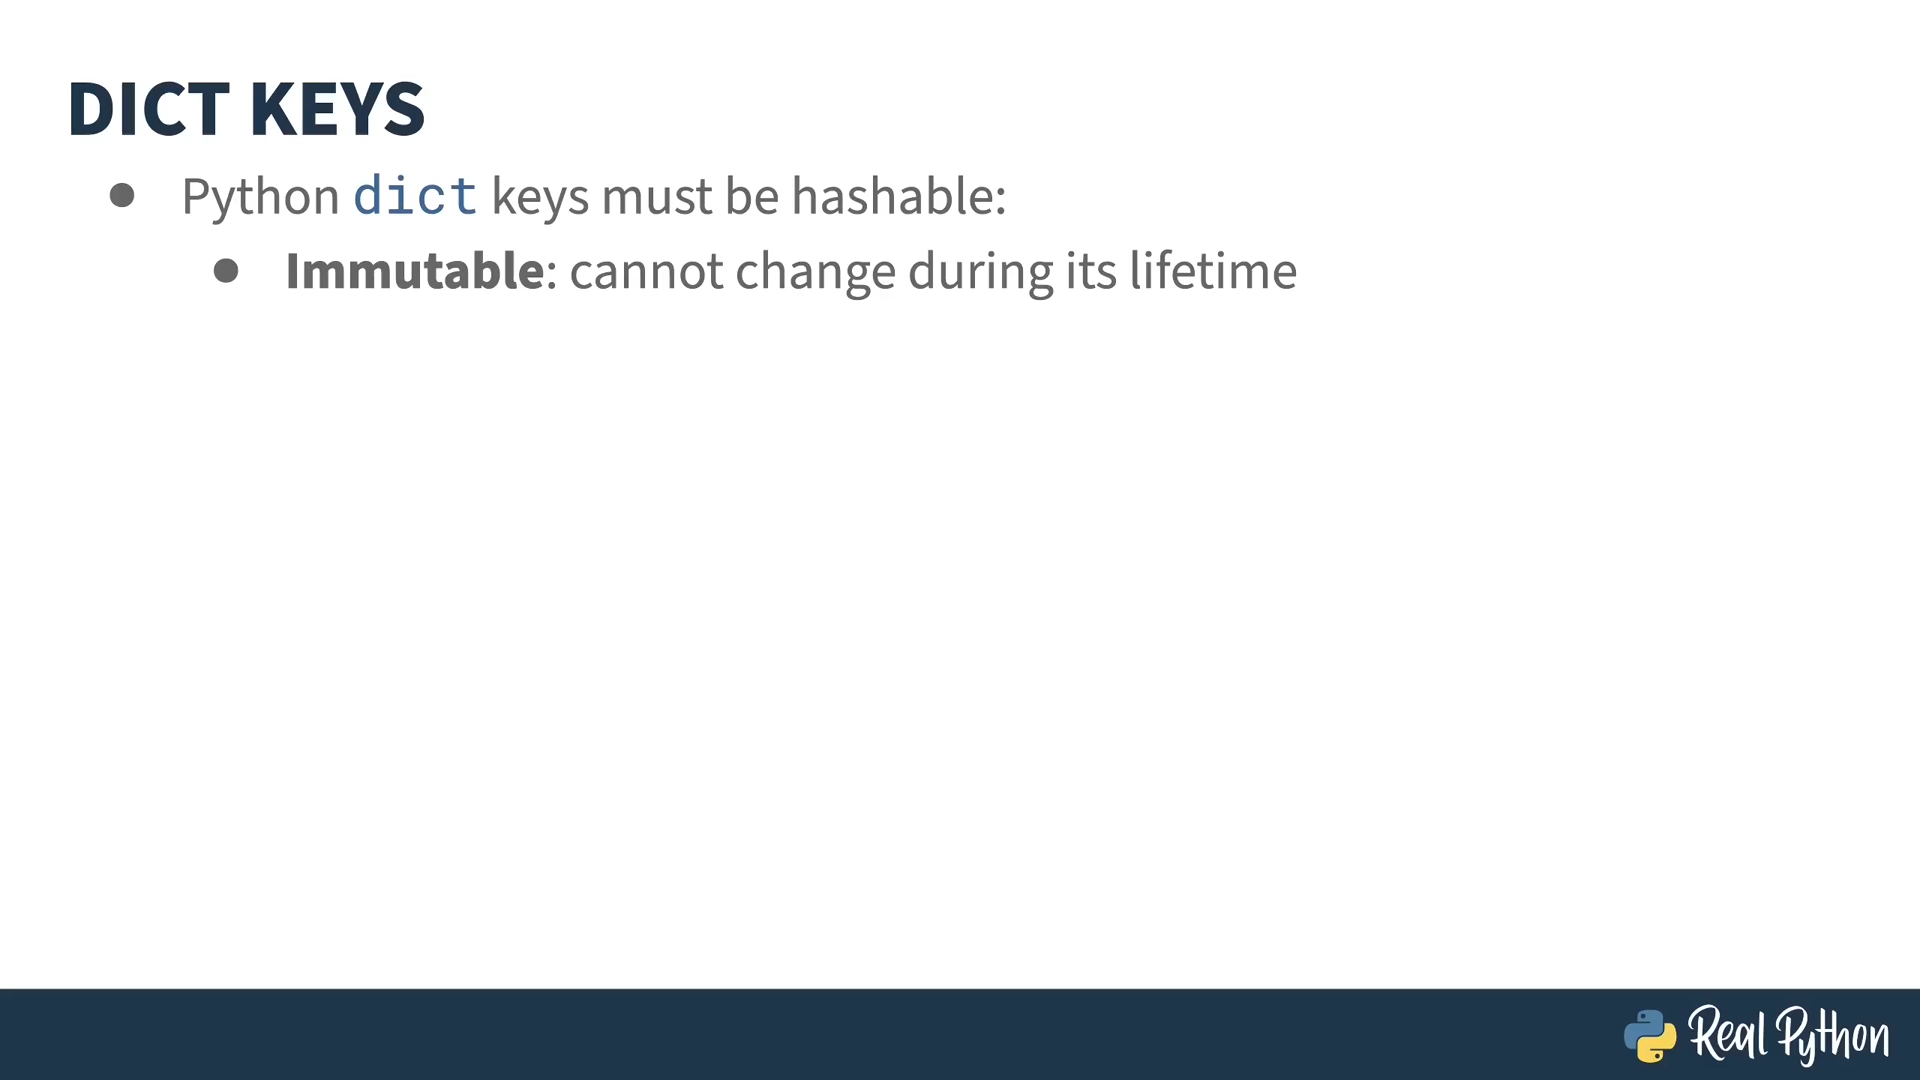 DICT KEYS
● Python dict keys must be hashable:
● Immutable: cannot change during its lifetime
Real Python